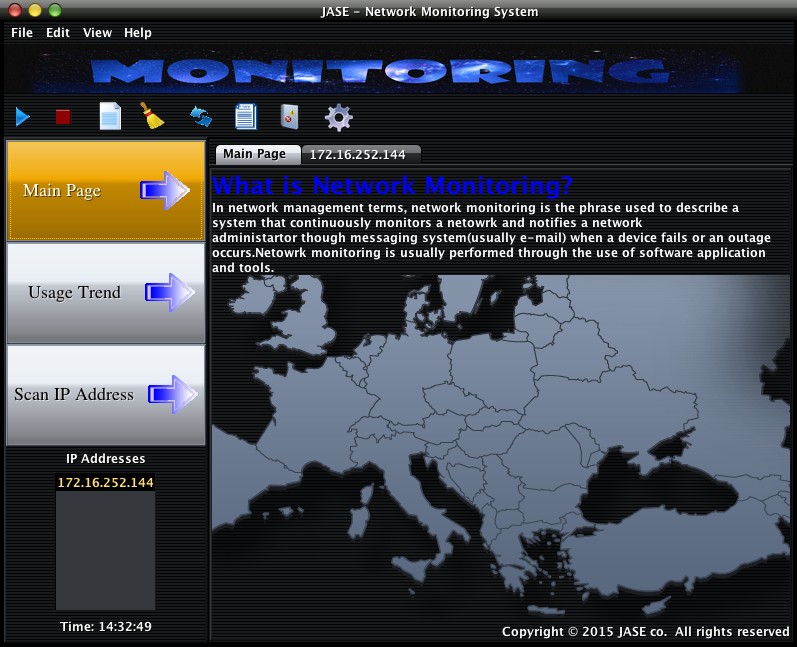 JASE - Network Monitoring System
File Edit View Help
MONITORING
Main Page
Usage Trend
Scan IP Address
IP Addresses
172.16.252.144
Time: 14:32:49
Main Page 172.16.252.144
What is Network Monitoring?
In network management terms, network monitoring is the phrase used to describe a
system that continuously monitors a netowrk and notifies a network
administartor though messaging system(usually e-mail) when a device fails or an outage
occurs.Netowrk monitoring is usually performed through the use of software application
and tools.
Copyright © 2015 JASE co. All rights reserved